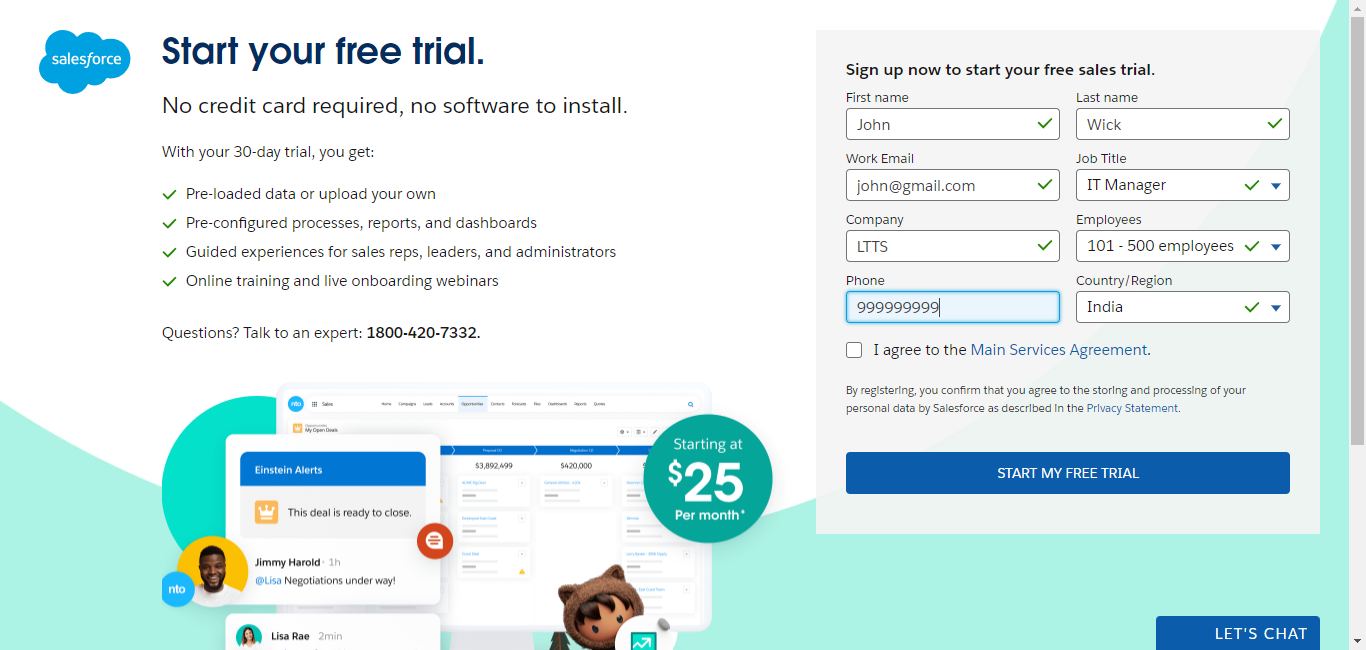 salesforce
Start your free trial.
No credit card required, no software to install.
With your 30-day trial, you get:
Pre-loaded data or upload your own
Pre-configured processes, reports, and dashboards
Guided experiences for sales reps, leaders, and administrators
Online training and live onboarding webinars
Questions? Talk to an expert: 1800-420-7332.
Sign up now to start your free sales trial.
First name
Last name
John
Wick
Work Email
Job Title
john@gmail.com
IT Manager
Company
Employees
LTTS
101 - 500 employees
Phone
Country/Region
999999999
India
I agree to the Main Services Agreement.
By registering, you confirm that you agree to the storing and processing of your
personal data by Salesforce as described in the Privacy Statement.
START MY FREE TRIAL
nto
Sales
Home Campaigns Leads Accounts Opportunities Contacts Forecasts Files Dashboards Reports Quotes
Opportunities
My Open Deals
$3,892,499
$420,000
Starting at
$25
Per month*
Einstein Alerts
This deal is ready to close.
Jimmy Harold · 1h
@Lisa Negotiations under way!
nto
Lisa Rae 2min
LET'S CHAT